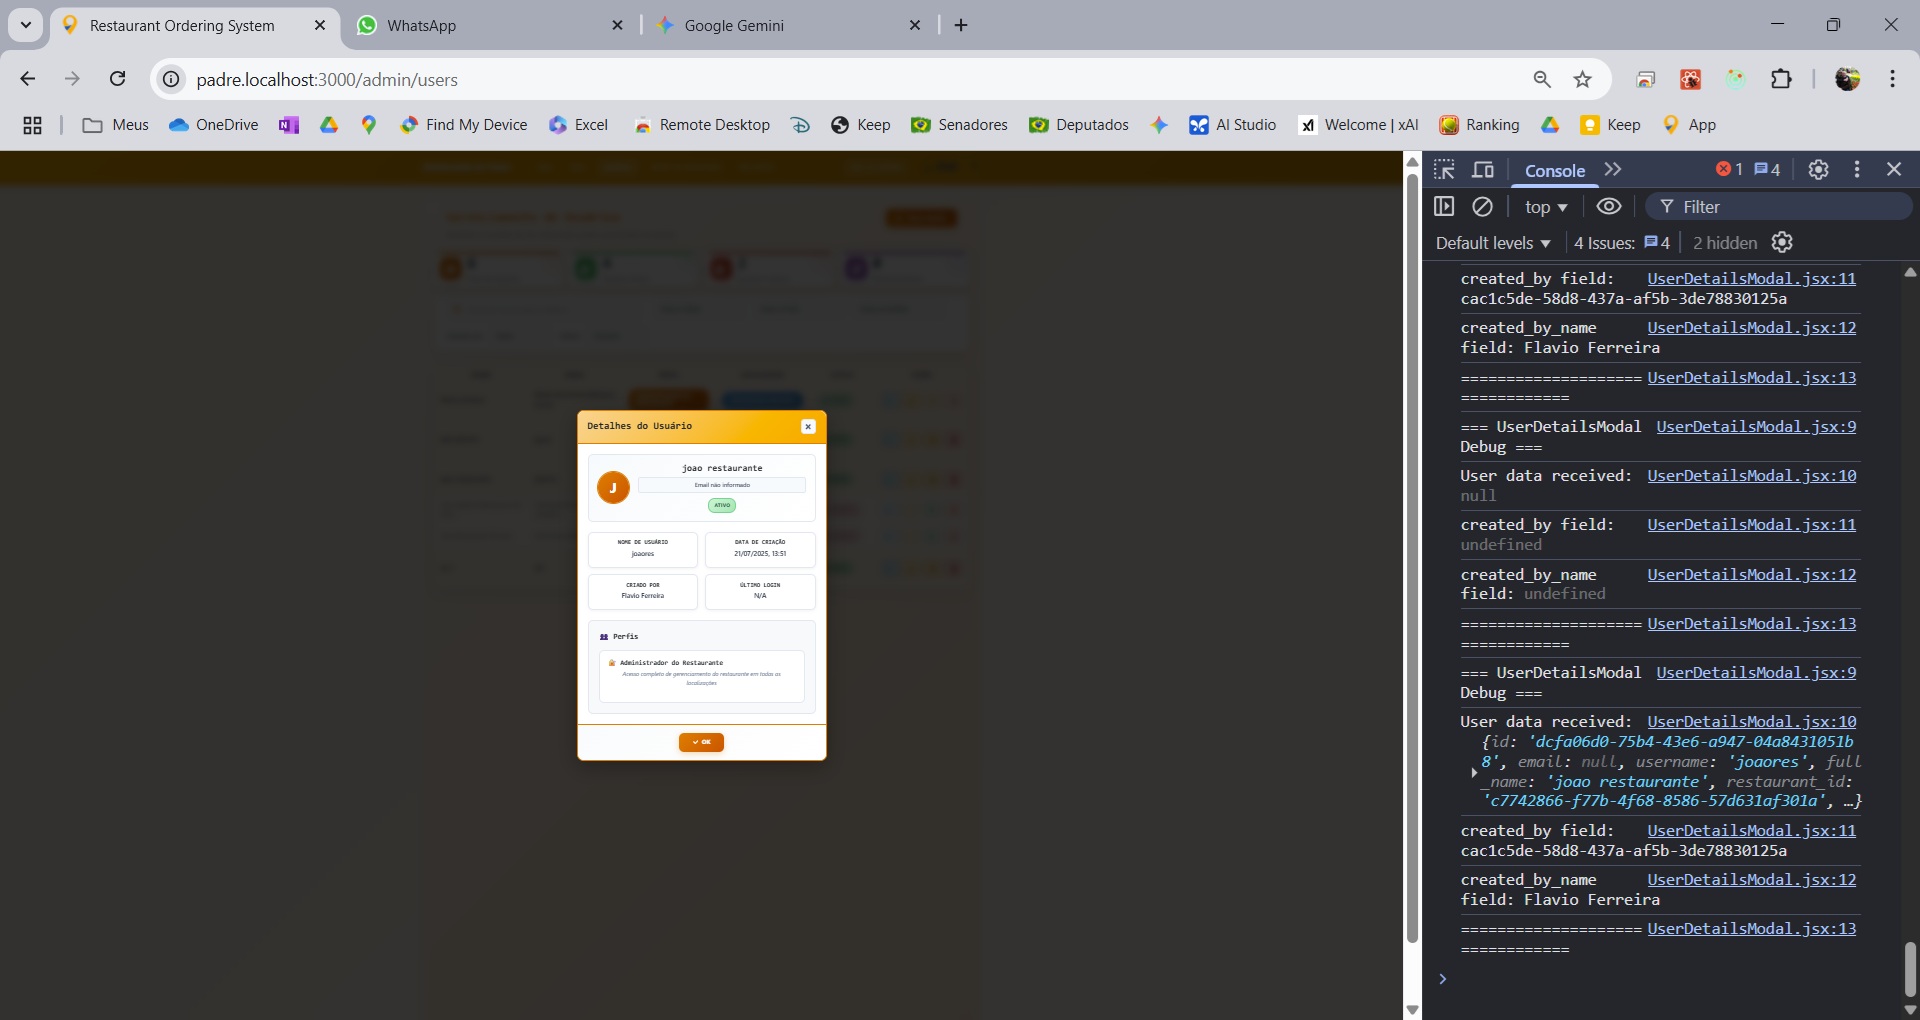 Restaurant Ordering System
WhatsApp
Google Gemini
padre.localhost:3000/admin/users
Meus
OneDrive
Find My Device
Excel
Remote Desktop
Keep
Senadores
Deputados
AI Studio
Welcome | xAI
Ranking
Keep
App
Detalhes do Usuário
J
joao restaurante
Email não informado
ATIVO
NOME DE USUÁRIO
joaores
DATA DE CRIAÇÃO
21/07/2025, 13:51
CRIADO POR
Flavio Ferreira
ÚLTIMO LOGIN
N/A
Perfis
Administrador do Restaurante
Acesso completo de gerenciamento do restaurante em todas as
localizações
OK
Console
1
4
top
Filter
Default levels
4 Issues:
4
2 hidden
created_by field: UserDetailsModal.jsx:11
cac1c5de-58d8-437a-af5b-3de78830125a
created_by_name UserDetailsModal.jsx:12
field: Flavio Ferreira
==================== UserDetailsModal.jsx:13
============
=== UserDetailsModal UserDetailsModal.jsx:9
Debug ===
User data received: UserDetailsModal.jsx:10
null
created_by field: UserDetailsModal.jsx:11
undefined
created_by_name UserDetailsModal.jsx:12
field: undefined
==================== UserDetailsModal.jsx:13
============
=== UserDetailsModal UserDetailsModal.jsx:9
Debug ===
User data received: UserDetailsModal.jsx:10
{id: 'dcfa06d0-75b4-43e6-a947-04a8431051b
8', email: null, username: 'joaores', full
_name: 'joao restaurante', restaurant_id:
'c7742866-f77b-4f68-8586-57d631af301a', …}
created_by field: UserDetailsModal.jsx:11
cac1c5de-58d8-437a-af5b-3de78830125a
created_by_name UserDetailsModal.jsx:12
field: Flavio Ferreira
==================== UserDetailsModal.jsx:13
============